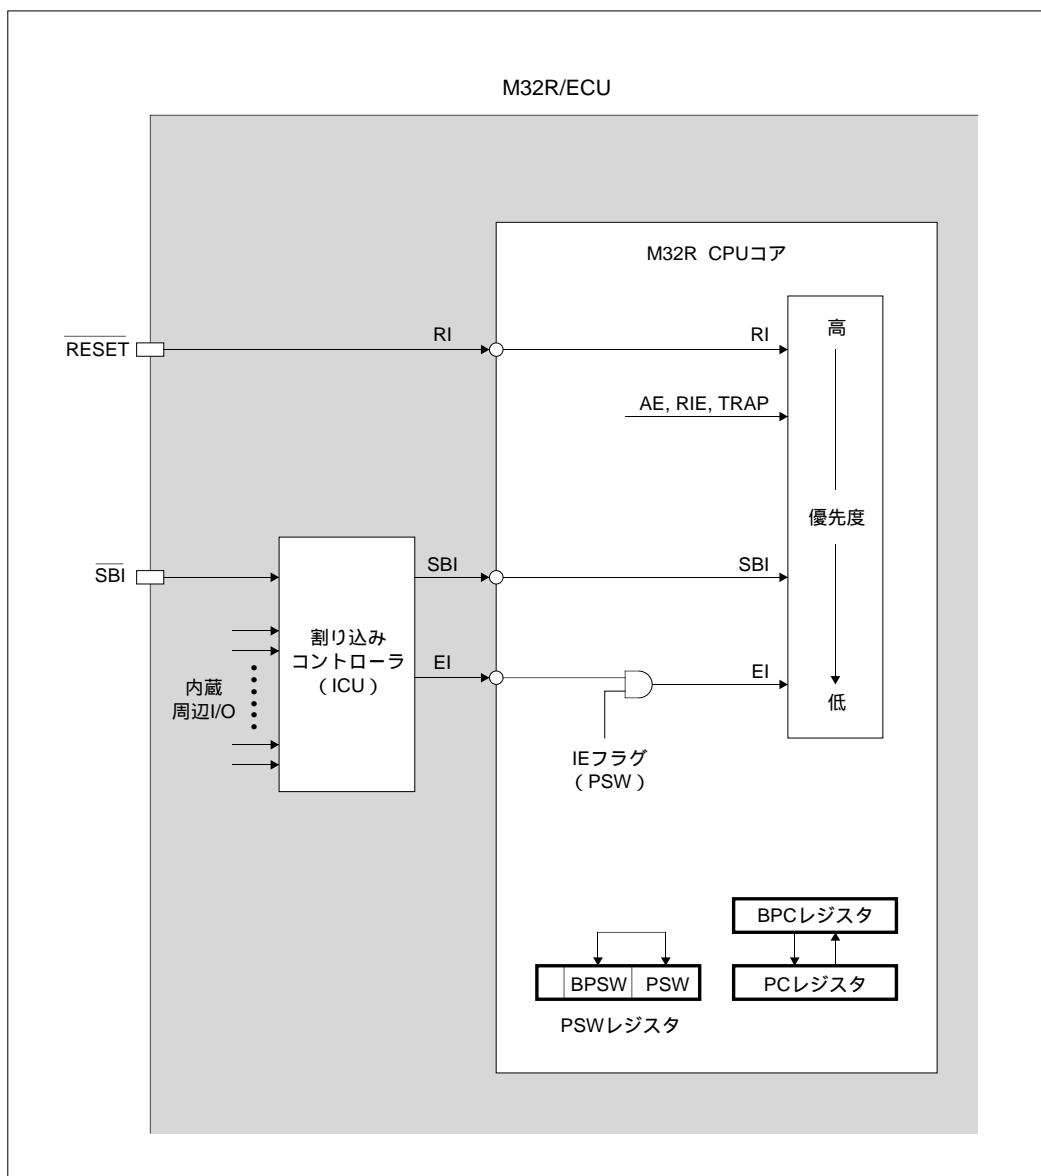 M32R/ECU
M32R CPUコア
高
RESET
RI
RI
AE, RIE, TRAP
優先度
SBI
SBI
SBI
割り込み
コントローラ
（ICU）
EI
EI
内蔵
周辺I/O
低
IEフラグ
（PSW）
BPCレジスタ
BPSW
PSW
PCレジスタ
PSWレジスタ